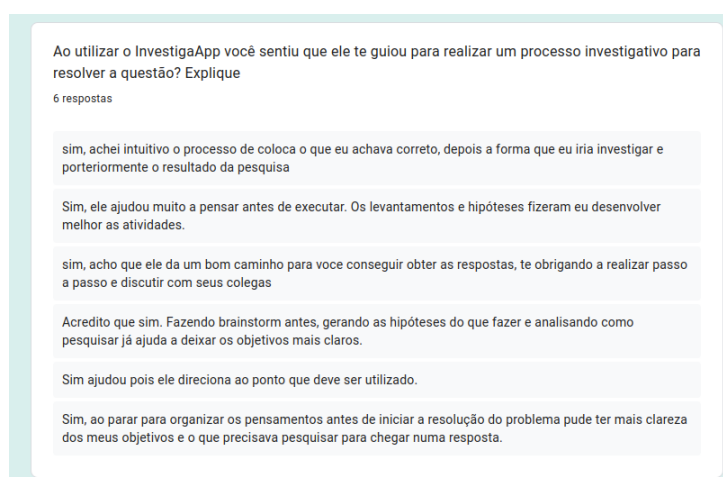 Ao utilizar o InvestigaApp você sentiu que ele te guiou para realizar um processo investigativo para
resolver a questão? Explique
6 respostas
sim, achei intuitivo o processo de coloca o que eu achava correto, depois a forma que eu iria investigar e
porteriormente o resultado da pesquisa
Sim, ele ajudou muito a pensar antes de executar. Os levantamentos e hipóteses fizeram eu desenvolver
melhor as atividades.
sim, acho que ele da um bom caminho para voce conseguir obter as respostas, te obrigando a realizar passo
a passo e discutir com seus colegas
Acredito que sim. Fazendo brainstorm antes, gerando as hipóteses do que fazer e analisando como
pesquisar já ajuda a deixar os objetivos mais claros.
Sim ajudou pois ele direciona ao ponto que deve ser utilizado.
Sim, ao parar para organizar os pensamentos antes de iniciar a resolução do problema pude ter mais clareza
dos meus objetivos e o que precisava pesquisar para chegar numa resposta.